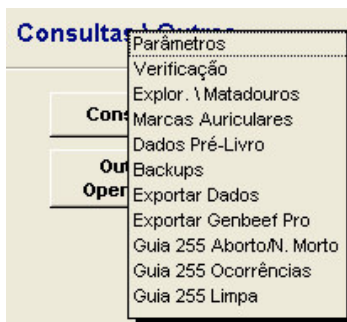 Consultas \ Outros
Parâmetros
Verificação
Explor. \ Matadouros
Marcas Auriculares
Dados Pré-Livro
Backups
Exportar Dados
Exportar Genbeef Pro
Guia 255 Aborto/N. Morto
Guia 255 Ocorrências
Guia 255 Limpa